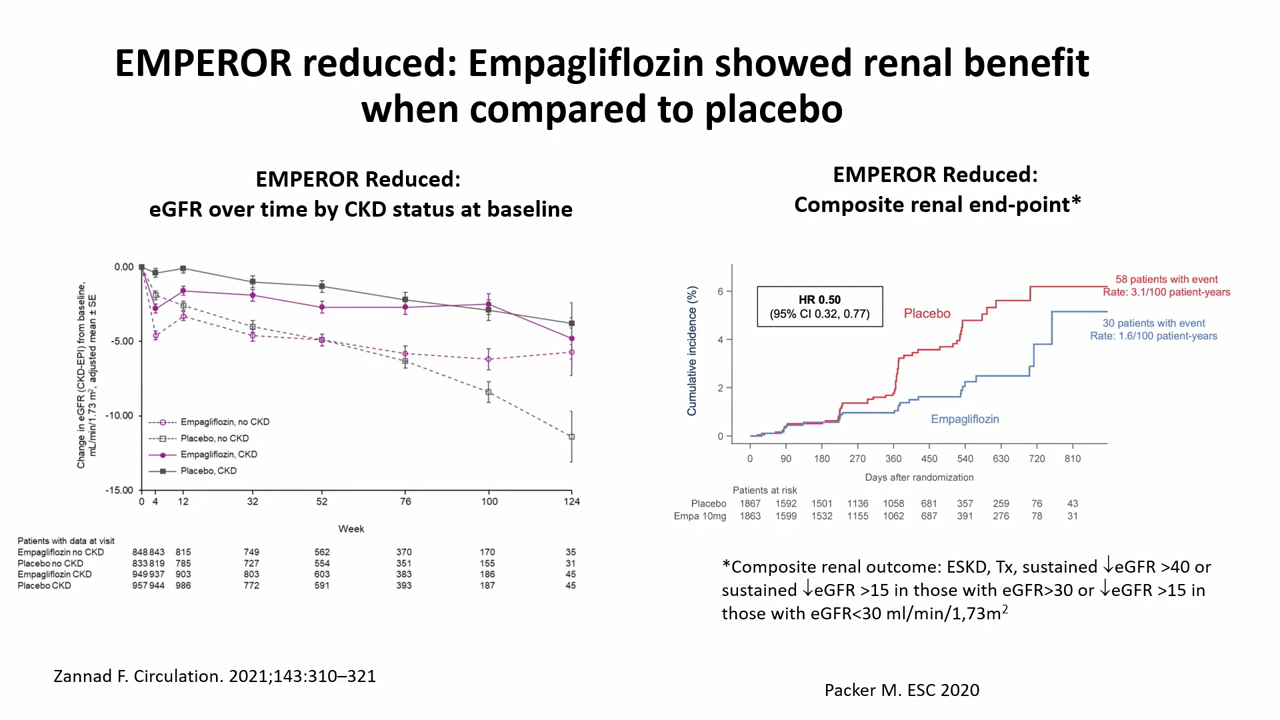 EMPEROR reduced: Empagliflozin showed renal benefit
when compared to placebo
EMPEROR Reduced:
eGFR over time by CKD status at baseline
Change in eGFR (CKD-EPI) from baseline,
mL/min/1.73 m², adjusted mean ± SE
0.00
-5.00
-10.00
-15.00
Empagliflozin, no CKD
Placebo, no CKD
Empagliflozin, CKD
Placebo, CKD
0 4 12 32 52 76 100 124
Week
Patients with data at visit
Empagliflozin no CKD 848 843 815 749 562 370 170 35
Placebo no CKD 833 819 785 727 554 351 155 31
Empagliflozin CKD 949 937 903 803 603 383 186 45
Placebo CKD 957 944 986 772 591 393 187 45
Zannad F. Circulation. 2021;143:310–321
EMPEROR Reduced:
Composite renal end-point*
Cumulative incidence (%)
6
4
2
0
HR 0.50
(95% CI 0.32, 0.77)
Placebo
58 patients with event
Rate: 3.1/100 patient-years
30 patients with event
Rate: 1.6/100 patient-years
Empagliflozin
0 90 180 270 360 450 540 630 720 810
Days after randomization
Patients at risk
Placebo 1867 1592 1501 1136 1058 681 357 259 76 43
Empa 10mg 1863 1599 1532 1155 1062 687 391 276 78 31
*Composite renal outcome: ESKD, Tx, sustained ↓eGFR >40 or
sustained ↓eGFR >15 in those with eGFR>30 or ↓eGFR >15 in
those with eGFR<30 ml/min/1,73m²
Packer M. ESC 2020